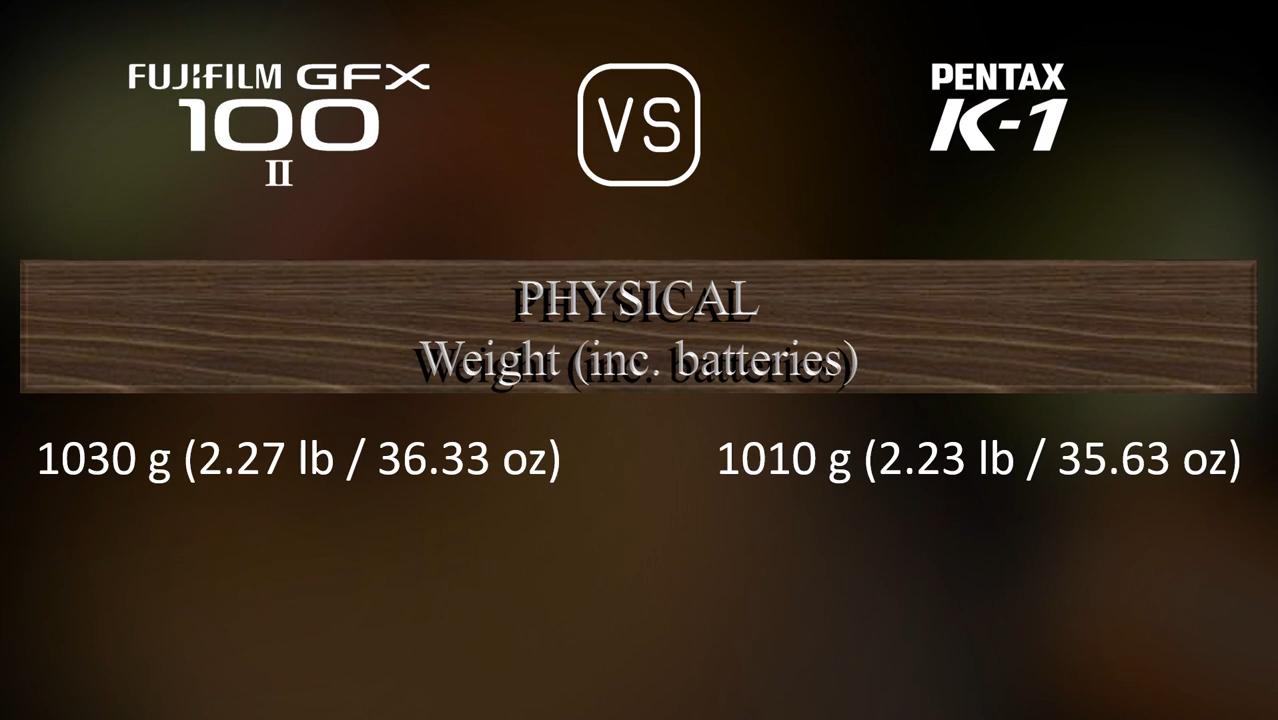 FUJIFILM GFX
100
II
VS
PENTAX
K-1
PHYSICAL
Weight (inc. batteries)
1030 g (2.27 lb / 36.33 oz)
1010 g (2.23 lb / 35.63 oz)